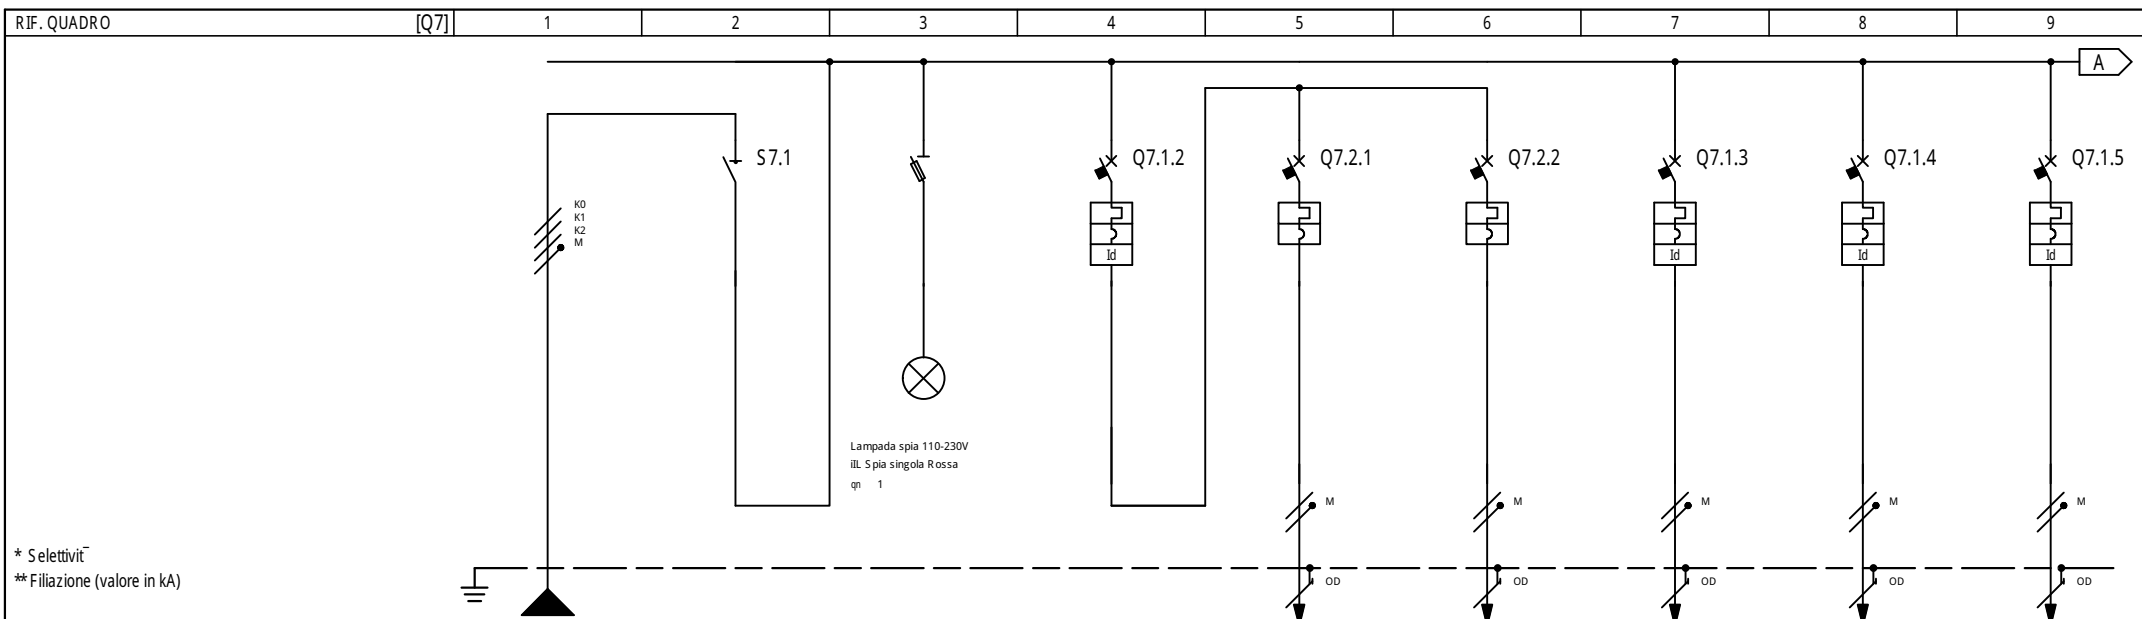 RIF. QUADRO [Q7] 1 2 3 4 5 6 7 8 9
A
S7.1 Q7.1.2 Q7.2.1 Q7.2.2 Q7.1.3 Q7.1.4 Q7.1.5
K0
K1
K2
M
Id Id Id Id
Lampada spia 110-230V
iIL Spia singola Rossa
qn 1
M M M M M
* Selettivit¯
** Filiazione (valore in kA)
OD OD OD OD OD